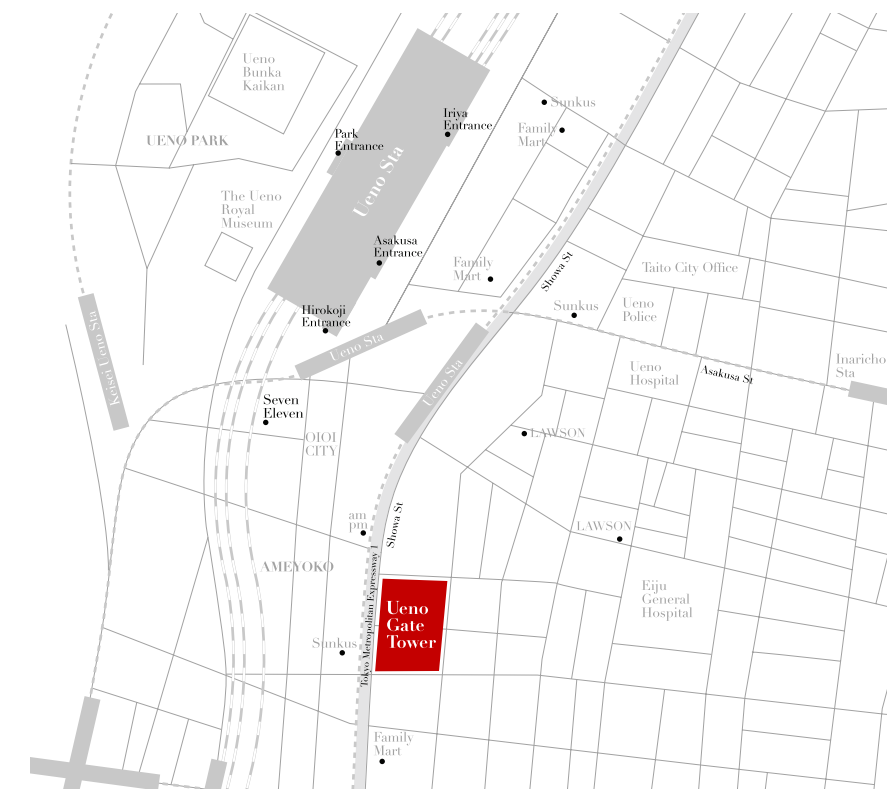 Ueno
Bunka
Kaikan
Sunkus
Iriya
Entrance
Family
Mart
Park
Entrance
UENO PARK
Ueno Sta
The Ueno
Royal
Museum
Asakusa
Entrance
Family
Mart
Showa St
Taito City Office
Sunkus
Ueno
Police
Hirokoji
Entrance
Ueno Sta
Keisei Ueno Sta
Ueno Sta
Ueno
Hospital
Asakusa St
Inaricho
Sta
Seven
Eleven
OIOI
CITY
LAWSON
am
pm
Showa St
LAWSON
AMEYOKO
Tokyo Metropolitan Expressway 1
Ueno
Gate
Tower
Eiju
General
Hospital
Sunkus
Family
Mart